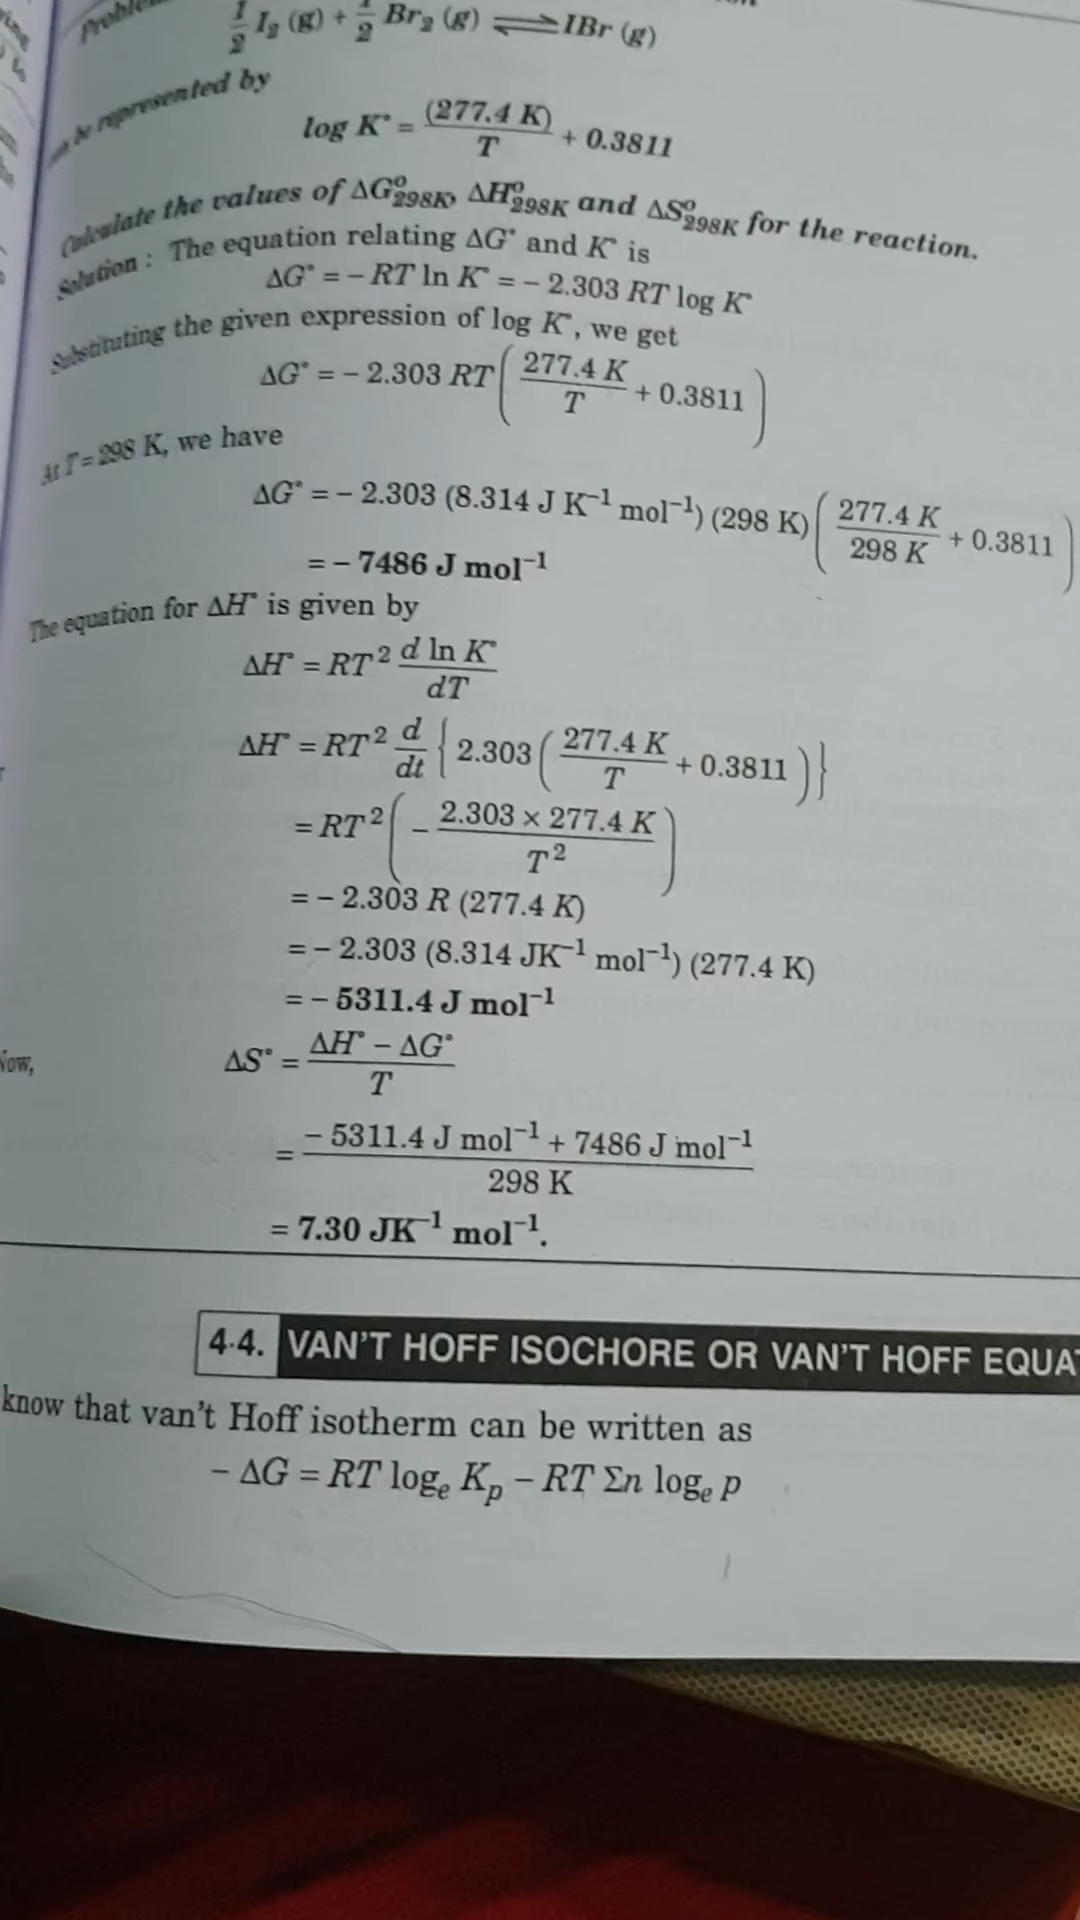 Proble
1/2 I₂ (g) + 1/2 Br₂ (g) ⇌ IBr (g)
be represented by
log K° = (277.4 K)/T + 0.3811
Calculate the values of ΔG°298K, ΔH°298K and ΔS°298K for the reaction.
Solution : The equation relating ΔG° and K° is
ΔG° = – RT ln K° = – 2.303 RT log K°
Substituting the given expression of log K°, we get
ΔG° = – 2.303 RT ( 277.4 K/T + 0.3811 )
At T = 298 K, we have
ΔG° = – 2.303 (8.314 J K⁻¹ mol⁻¹) (298 K) ( 277.4 K/298 K + 0.3811 )
= – 7486 J mol⁻¹
The equation for ΔH° is given by
ΔH° = RT² d ln K°/dT
ΔH° = RT² d/dt { 2.303 ( 277.4 K/T + 0.3811 ) }
= RT² ( – 2.303 × 277.4 K/T² )
= – 2.303 R (277.4 K)
= – 2.303 (8.314 JK⁻¹ mol⁻¹) (277.4 K)
= – 5311.4 J mol⁻¹
Now, ΔS° = ΔH° – ΔG°/T
= – 5311.4 J mol⁻¹ + 7486 J mol⁻¹/298 K
= 7.30 JK⁻¹ mol⁻¹.
4·4. VAN'T HOFF ISOCHORE OR VAN'T HOFF EQUAT
know that van't Hoff isotherm can be written as
– ΔG = RT logₑ Kₚ – RT Σn logₑ p